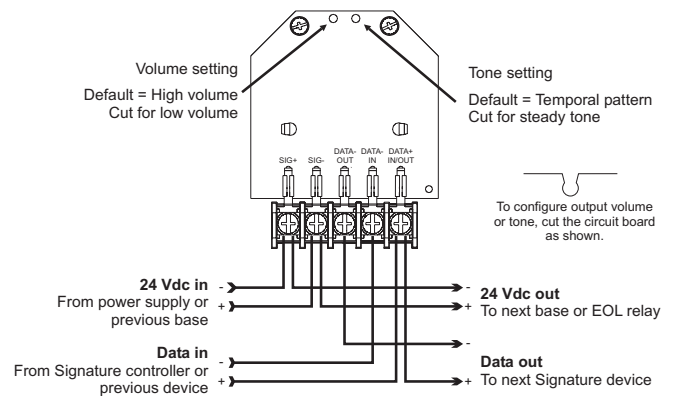 Volume setting
Default = High volume
Cut for low volume
Tone setting
Default = Temporal pattern
Cut for steady tone
SIG+ SIG- DATA- OUT DATA- IN DATA+ IN/OUT
To configure output volume
or tone, cut the circuit board
as shown.
24 Vdc in -
From power supply or +
previous base
- 24 Vdc out
+ To next base or EOL relay
Data in -
From Signature controller or +
previous device
-
Data out
+ To next Signature device